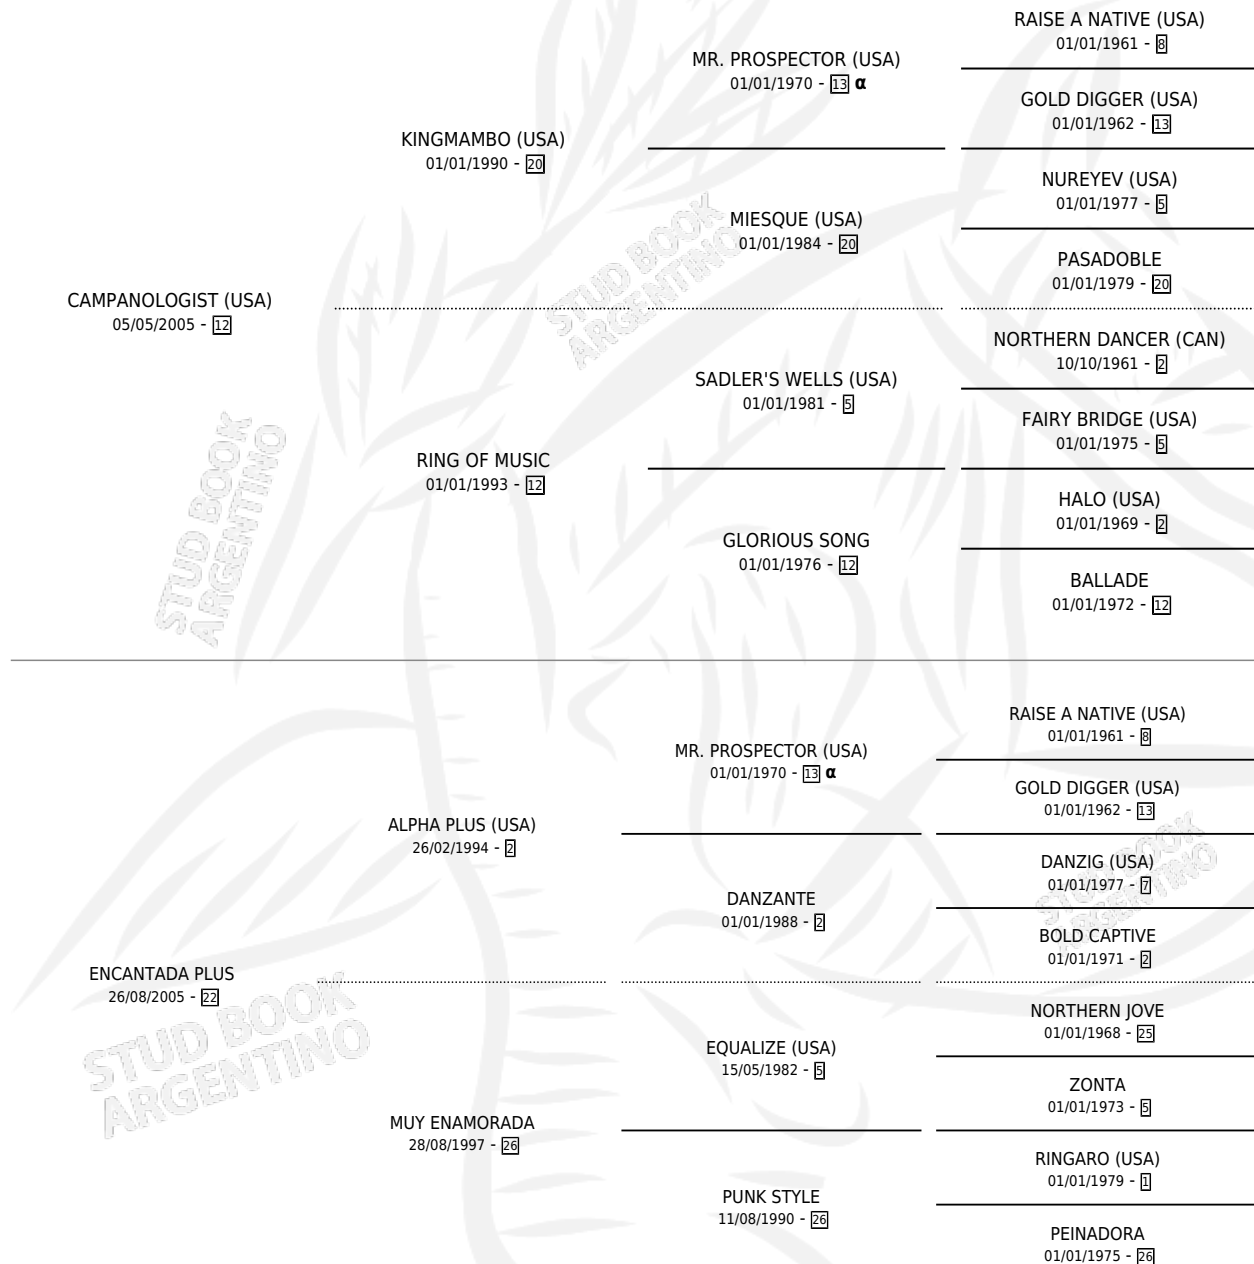 RAISE A NATIVE (USA)
01/01/1961 - 8
MR. PROSPECTOR (USA)
01/01/1970 - 13 α
GOLD DIGGER (USA)
01/01/1962 - 13
KINGMAMBO (USA)
01/01/1990 - 20
NUREYEV (USA)
01/01/1977 - 5
MIESQUE (USA)
01/01/1984 - 20
PASADOBLE
01/01/1979 - 20
CAMPANOLOGIST (USA)
05/05/2005 - 12
NORTHERN DANCER (CAN)
10/10/1961 - 2
SADLER'S WELLS (USA)
01/01/1981 - 5
FAIRY BRIDGE (USA)
01/01/1975 - 5
RING OF MUSIC
01/01/1993 - 12
HALO (USA)
01/01/1969 - 2
GLORIOUS SONG
01/01/1976 - 12
BALLADE
01/01/1972 - 12
RAISE A NATIVE (USA)
01/01/1961 - 8
MR. PROSPECTOR (USA)
01/01/1970 - 13 α
GOLD DIGGER (USA)
01/01/1962 - 13
ALPHA PLUS (USA)
26/02/1994 - 2
DANZIG (USA)
01/01/1977 - 7
DANZANTE
01/01/1988 - 2
BOLD CAPTIVE
01/01/1971 - 2
ENCANTADA PLUS
26/08/2005 - 22
NORTHERN JOVE
01/01/1968 - 25
EQUALIZE (USA)
15/05/1982 - 5
ZONTA
01/01/1973 - 5
MUY ENAMORADA
28/08/1997 - 26
RINGARO (USA)
01/01/1979 - 1
PUNK STYLE
11/08/1990 - 26
PEINADORA
01/01/1975 - 26
STUD BOOK
ARGENTINO
STUD BOOK
ARGENTINO
STUD BOOK
ARGENTINO
STUD BOOK
ARGENTINO